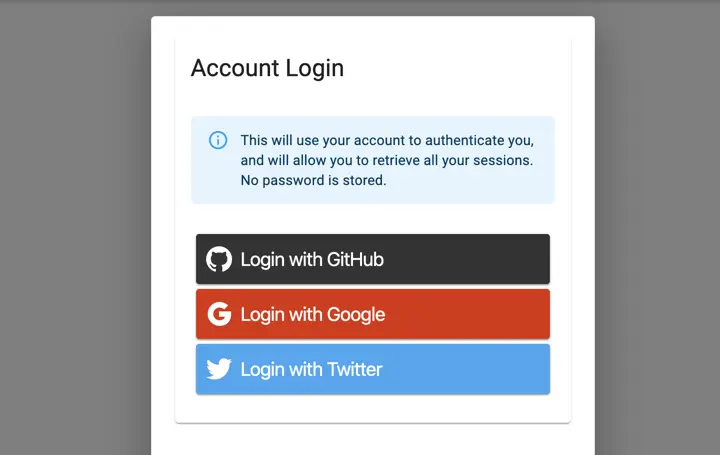 Account Login
This will use your account to authenticate you,
and will allow you to retrieve all your sessions.
No password is stored.
Login with GitHub
Login with Google
Login with Twitter